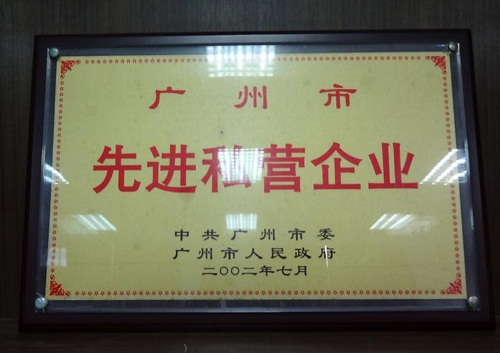 广州市
先进私营企业
中共广州市委
广州市人民政府
二〇〇二年七月